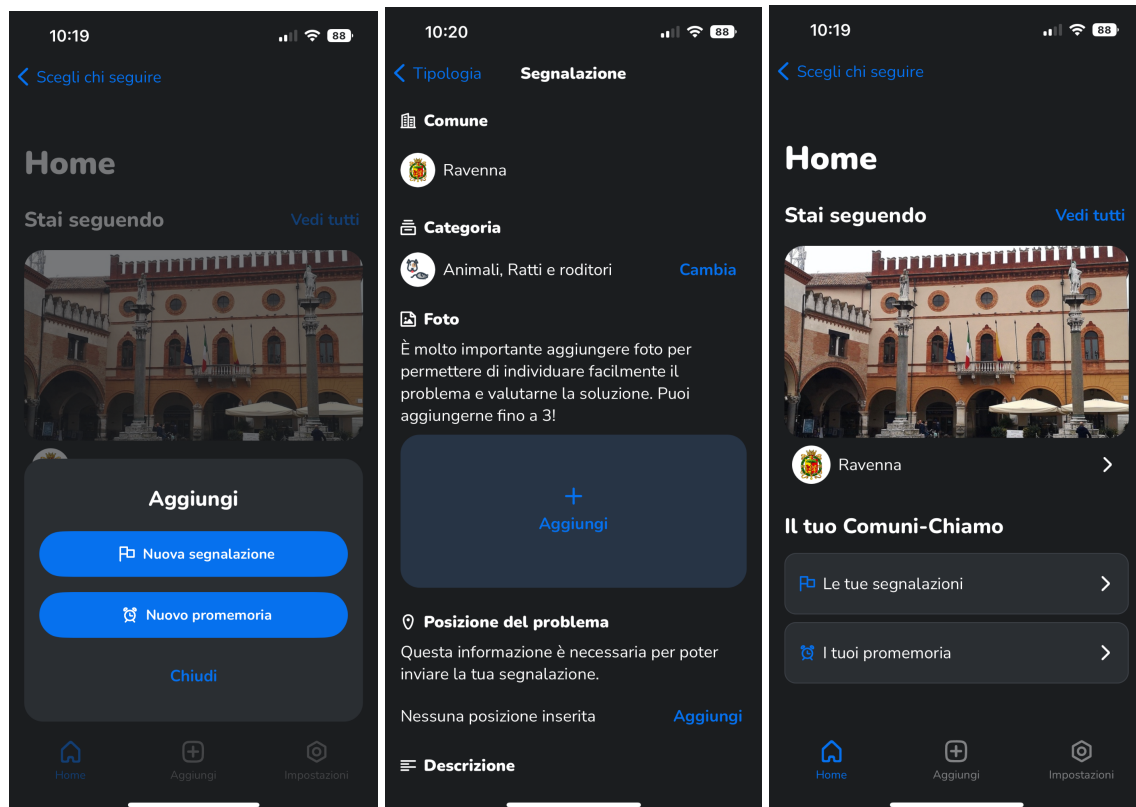 10:19
88
Scegli chi seguire
Home
Stai seguendo
Vedi tutti
Aggiungi
Nuova segnalazione
Nuovo promemoria
Chiudi
Home
Aggiungi
Impostazioni
10:20
88
Tipologia
Segnalazione
Comune
Ravenna
Categoria
Animali, Ratti e roditori
Cambia
Foto
È molto importante aggiungere foto per
permettere di individuare facilmente il
problema e valutarne la soluzione. Puoi
aggiungerne fino a 3!
Aggiungi
Posizione del problema
Questa informazione è necessaria per poter
inviare la tua segnalazione.
Nessuna posizione inserita
Aggiungi
Descrizione
10:19
88
Scegli chi seguire
Home
Stai seguendo
Vedi tutti
Ravenna
Il tuo Comuni-Chiamo
Le tue segnalazioni
I tuoi promemoria
Home
Aggiungi
Impostazioni